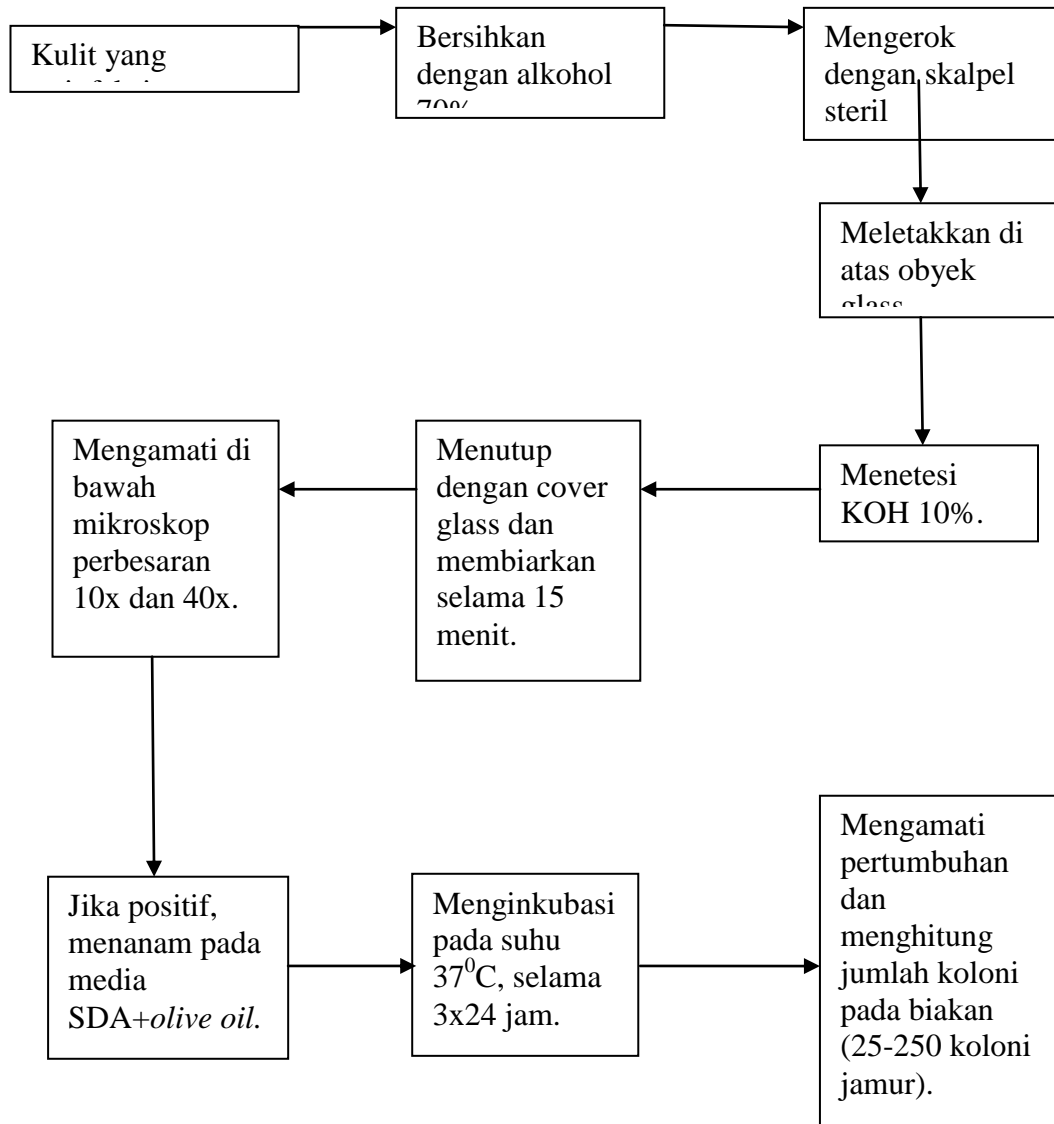 Kulit yang
Bersihkan
dengan alkohol
70%
Mengerok
dengan skalpel
steril
Meletakkan di
atas obyek
glass
Menetesi
KOH 10%.
Menutup
dengan cover
glass dan
membiarkan
selama 15
menit.
Mengamati di
bawah
mikroskop
perbesaran
10x dan 40x.
Jika positif,
menanam pada
media
SDA+olive oil.
Menginkubasi
pada suhu
37⁰C, selama
3x24 jam.
Mengamati
pertumbuhan
dan
menghitung
jumlah koloni
pada biakan
(25-250 koloni
jamur).